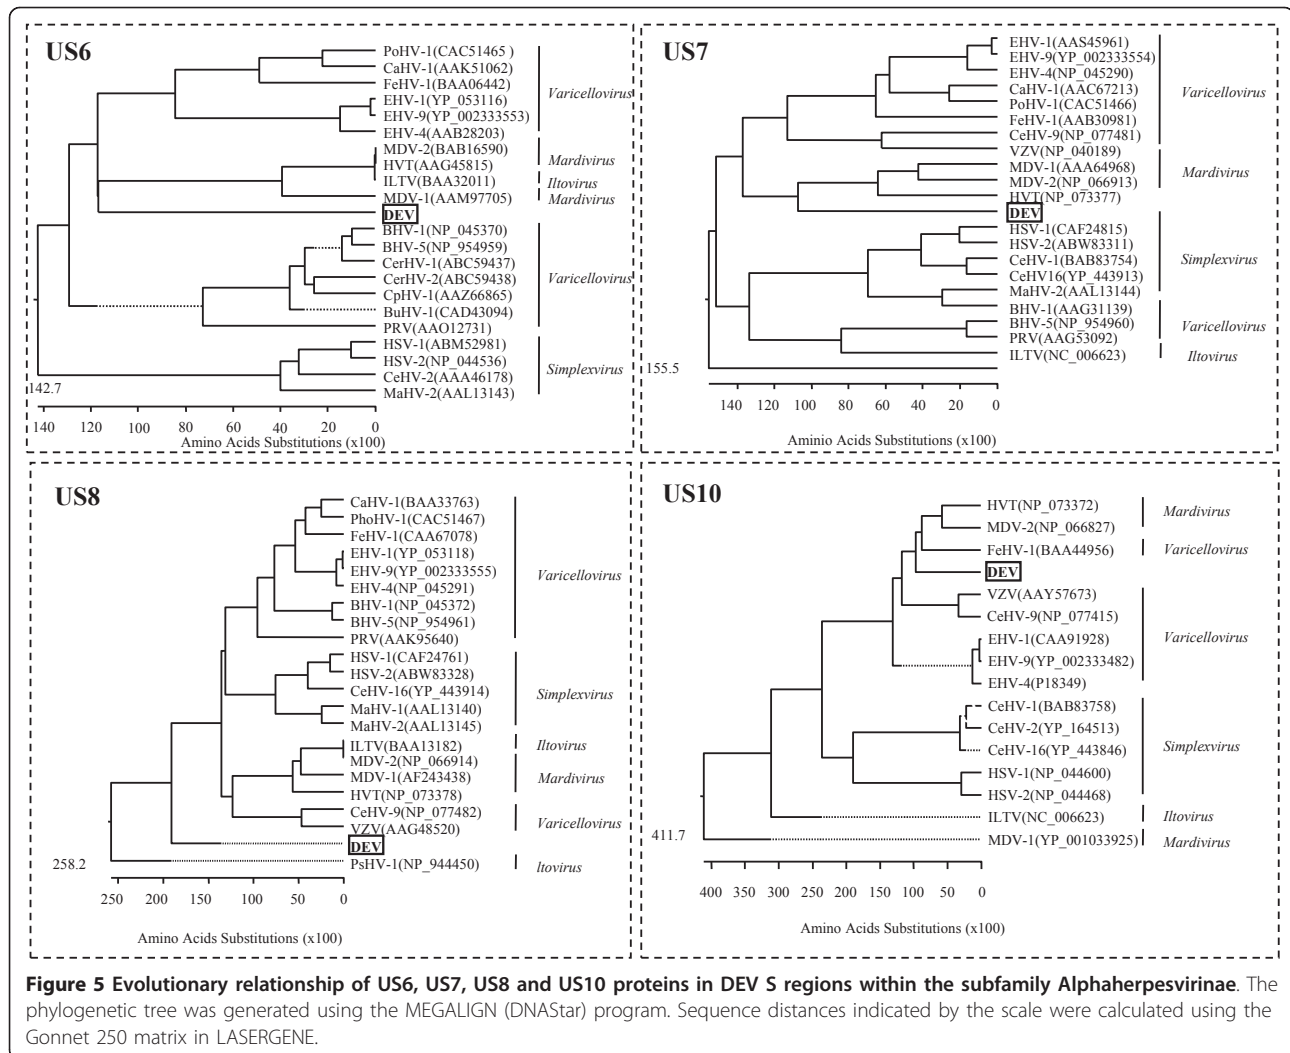 US6
PoHV-1(CAC51465 )
CaHV-1(AAK51062)
FeHV-1(BAA06442)
EHV-1(YP_053116)
EHV-9(YP_002333553)
EHV-4(AAB28203)
MDV-2(BAB16590)
HVT(AAG45815)
ILTV(BAA32011)
MDV-1(AAM97705)
DEV
BHV-1(NP_045370)
BHV-5(NP_954959)
CerHV-1(ABC59437)
CerHV-2(ABC59438)
CpHV-1(AAZ66865)
BuHV-1(CAD43094)
PRV(AAO12731)
HSV-1(ABM52981)
HSV-2(NP_044536)
CeHV-2(AAA46178)
MaHV-2(AAL13143)
Varicellovirus
Mardivirus
Iltovirus
Mardivirus
Varicellovirus
Simplexvirus
142.7
140 120 100 80 60 40 20 0
Amino Acids Substitutions (x100)
US7
EHV-1(AAS45961)
EHV-9(YP_002333554)
EHV-4(NP_045290)
CaHV-1(AAC67213)
PoHV-1(CAC51466)
FeHV-1(AAB30981)
CeHV-9(NP_077481)
VZV(NP_040189)
MDV-1(AAA64968)
MDV-2(NP_066913)
HVT(NP_073377)
DEV
HSV-1(CAF24815)
HSV-2(ABW83311)
CeHV-1(BAB83754)
CeHV16(YP_443913)
MaHV-2(AAL13144)
BHV-1(AAG31139)
BHV-5(NP_954960)
PRV(AAG53092)
ILTV(NC_006623)
Varicellovirus
Mardivirus
Simplexvirus
Varicellovirus
Iltovirus
155.5
140 120 100 80 60 40 20 0
Aminio Acids Substitutions (x100)
US8
CaHV-1(BAA33763)
PhoHV-1(CAC51467)
FeHV-1(CAA67078)
EHV-1(YP_053118)
EHV-9(YP_002333555)
EHV-4(NP_045291)
BHV-1(NP_045372)
BHV-5(NP_954961)
PRV(AAK95640)
HSV-1(CAF24761)
HSV-2(ABW83328)
CeHV-16(YP_443914)
MaHV-1(AAL13140)
MaHV-2(AAL13145)
ILTV(BAA13182)
MDV-2(NP_066914)
MDV-1(AF243438)
HVT(NP_073378)
CeHV-9(NP_077482)
VZV(AAG48520)
DEV
PsHV-1(NP_944450)
Varicellovirus
Simplexvirus
Iltovirus
Mardivirus
Varicellovirus
ltovirus
258.2
250 200 150 100 50 0
Amino Acids Substitutions (x100)
US10
HVT(NP_073372)
MDV-2(NP_066827)
FeHV-1(BAA44956)
DEV
VZV(AAY57673)
CeHV-9(NP_077415)
EHV-1(CAA91928)
EHV-9(YP_002333482)
EHV-4(P18349)
CeHV-1(BAB83758)
CeHV-2(YP_164513)
CeHV-16(YP_443846)
HSV-1(NP_044600)
HSV-2(NP_044468)
ILTV(NC_006623)
MDV-1(YP_001033925)
Mardivirus
Varicellovirus
Varicellovirus
Simplexvirus
Iltovirus
Mardivirus
411.7
400 350 300 250 200 150 100 50 0
Amino Acids Substitutions (x100)
Figure 5 Evolutionary relationship of US6, US7, US8 and US10 proteins in DEV S regions within the subfamily Alphaherpesvirinae. The
phylogenetic tree was generated using the MEGALIGN (DNAStar) program. Sequence distances indicated by the scale were calculated using the
Gonnet 250 matrix in LASERGENE.